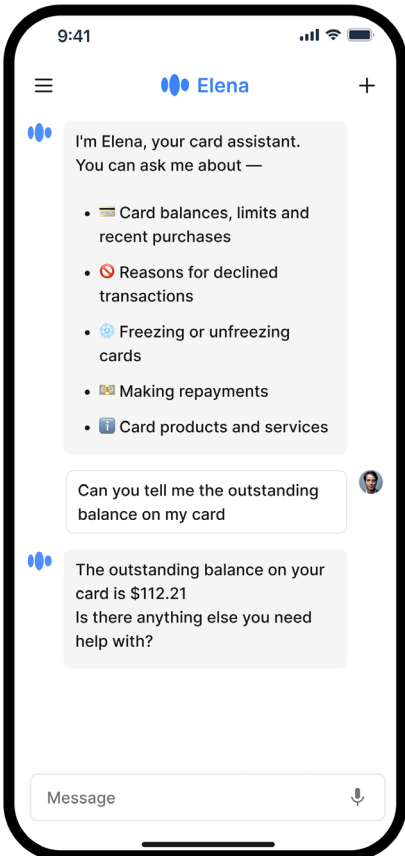 9:41
Elena
I'm Elena, your card assistant.
You can ask me about —
• 💳 Card balances, limits and
recent purchases
• 🚫 Reasons for declined
transactions
• ❄️ Freezing or unfreezing
cards
• 💵 Making repayments
• ℹ️ Card products and services
Can you tell me the outstanding
balance on my card
The outstanding balance on your
card is $112.21
Is there anything else you need
help with?
Message